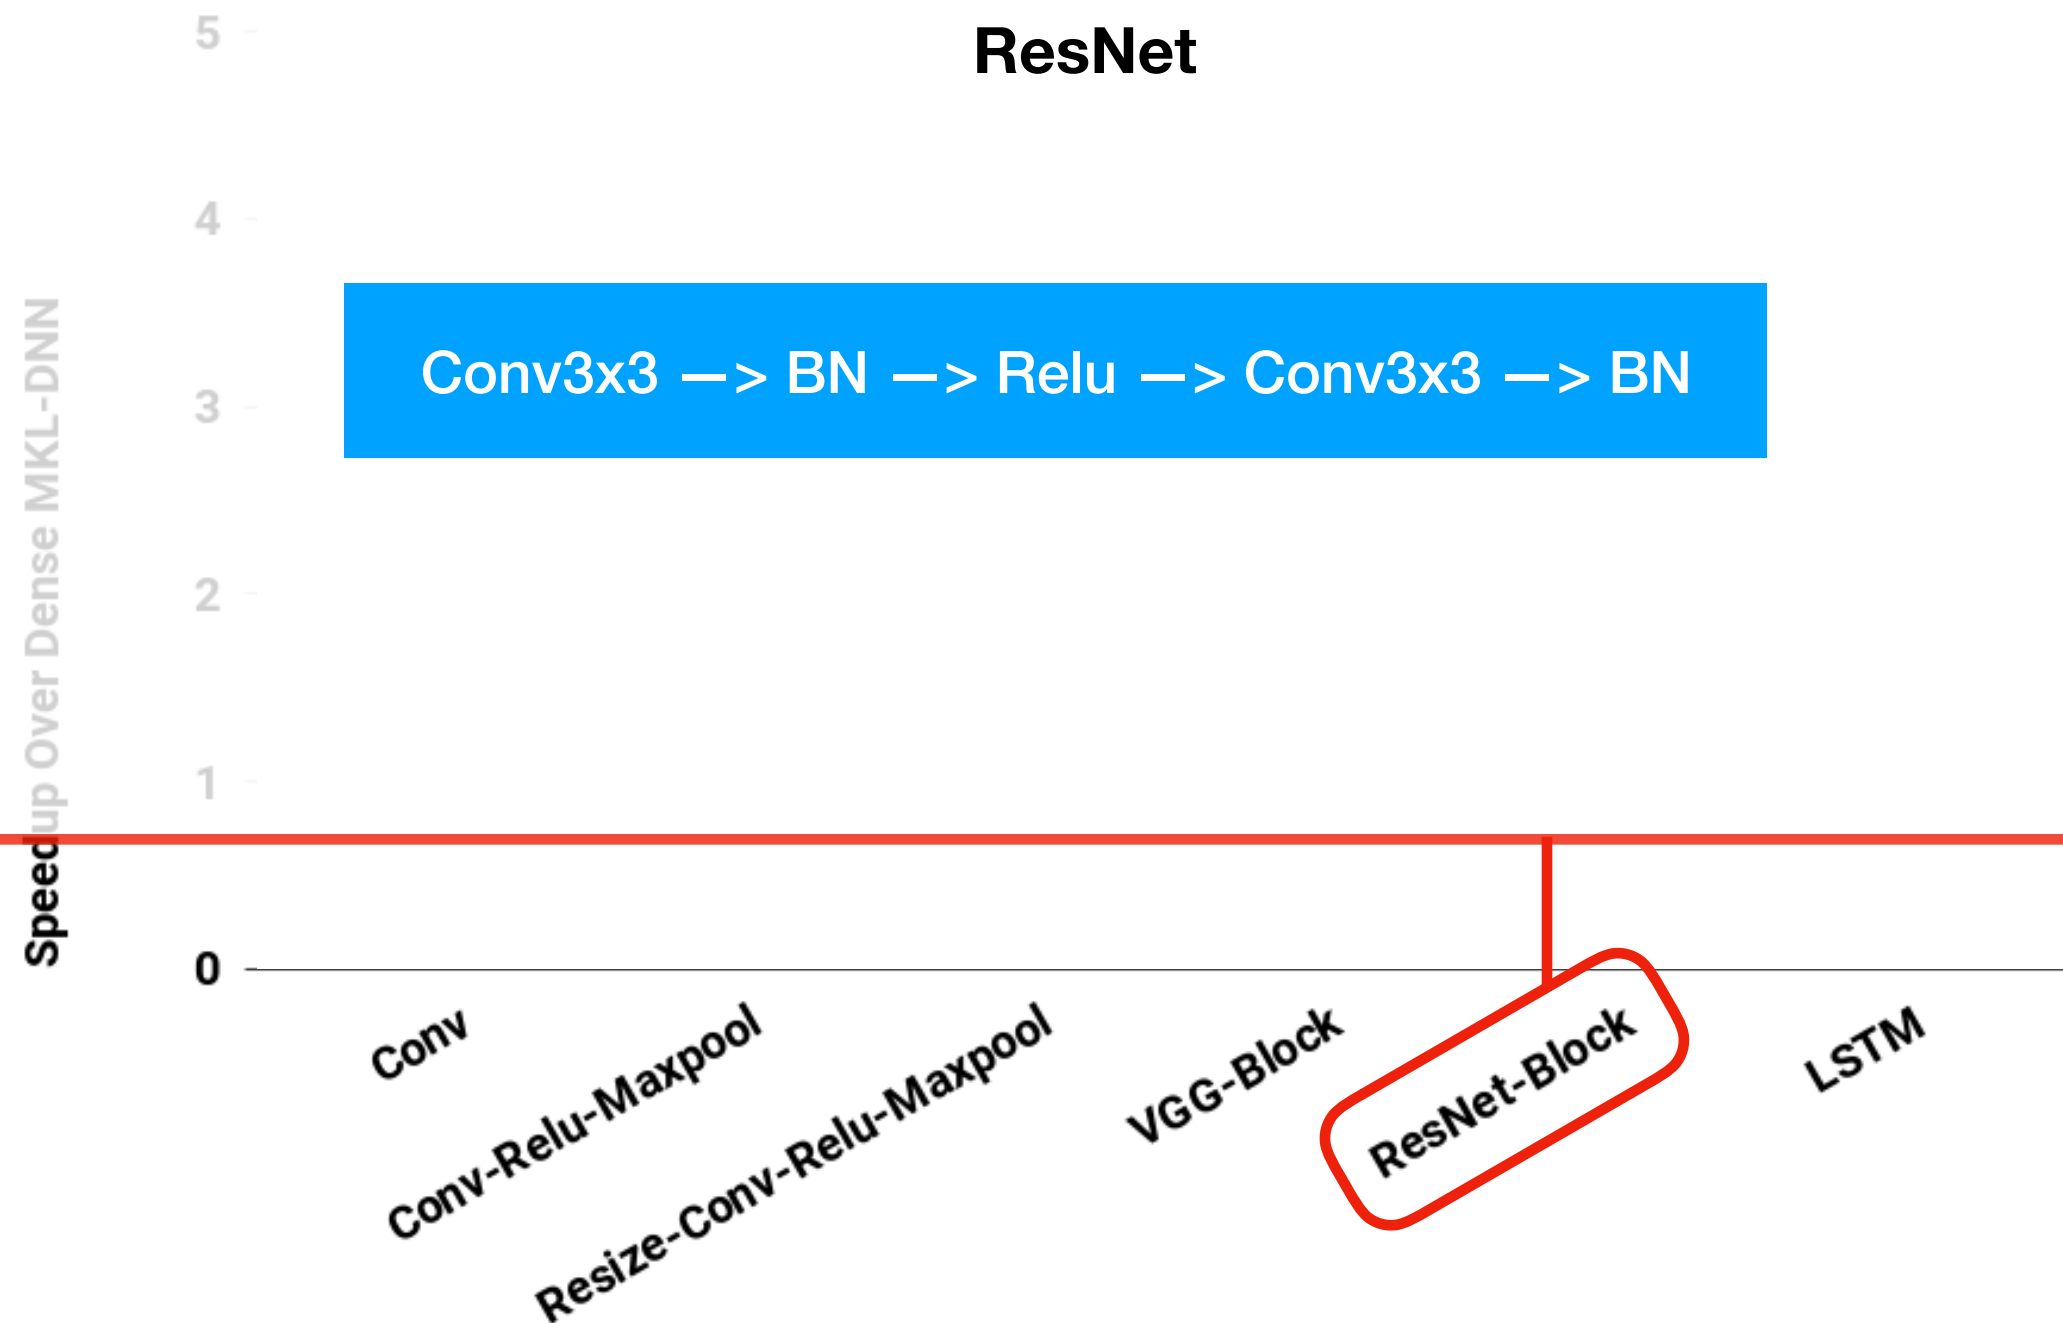 ResNet
5
4
3
2
1
0
Speedup Over Dense MKL-DNN
Conv3x3 —> BN —> Relu —> Conv3x3 —> BN
Conv
Conv-Relu-Maxpool
Resize-Conv-Relu-Maxpool
VGG-Block
ResNet-Block
LSTM